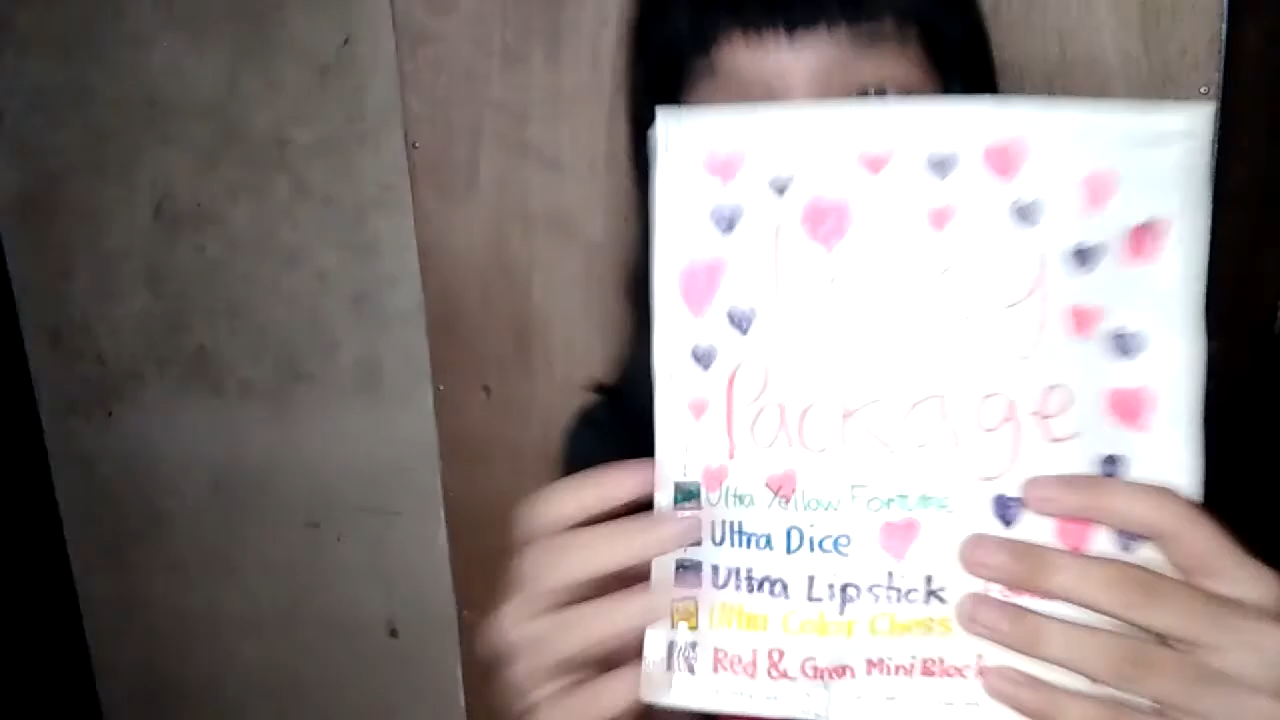 Package
Ultra Yellow Fortune
Ultra Dice
Ultra Lipstick
Ultra Color Chess
Red & Green Mini Block